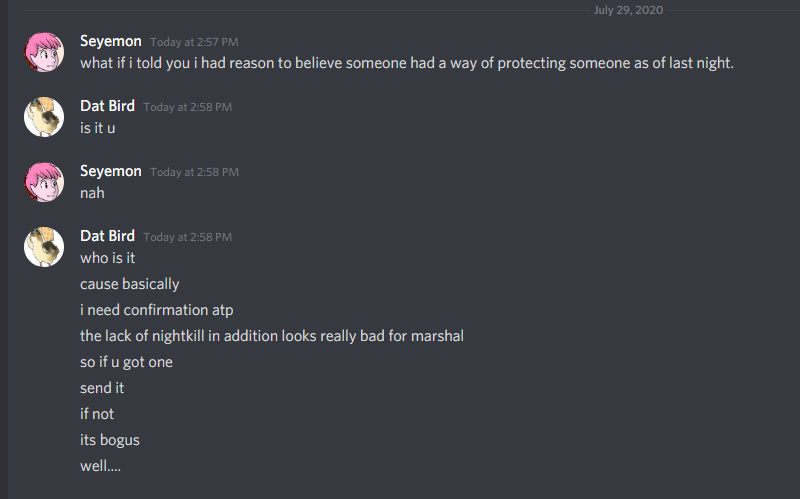 July 29, 2020
Seyemon Today at 2:57 PM
what if i told you i had reason to believe someone had a way of protecting someone as of last night.
Dat Bird Today at 2:58 PM
is it u
Seyemon Today at 2:58 PM
nah
Dat Bird Today at 2:58 PM
who is it
cause basically
i need confirmation atp
the lack of nightkill in addition looks really bad for marshal
so if u got one
send it
if not
its bogus
well....